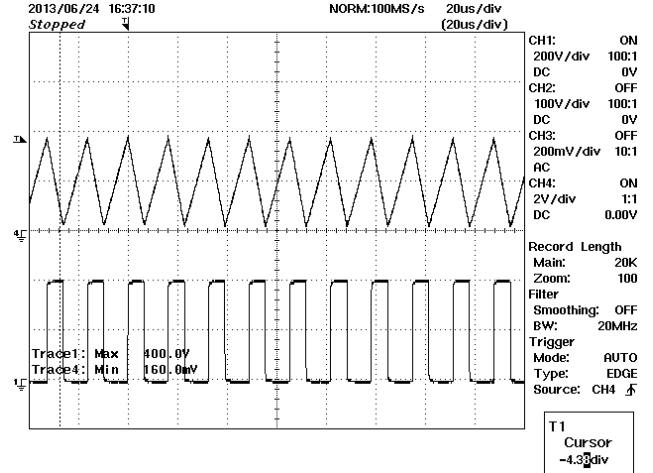 2013/06/24 16:37:10 NORM:100MS/s 20us/div
Stopped (20us/div)
CH1: ON
200V/div 100:1
DC 0V
CH2: OFF
100V/div 100:1
DC 0V
CH3: OFF
200mV/div 10:1
AC
CH4: ON
2V/div 1:1
DC 0.00V
Record Length
Main: 20K
Zoom: 100
Filter
Smoothing: OFF
BW: 20MHz
Trigger
Mode: AUTO
Type: EDGE
Source: CH4
Trace1: Max 400.0V
Trace4: Min 160.0mV
T1
Cursor